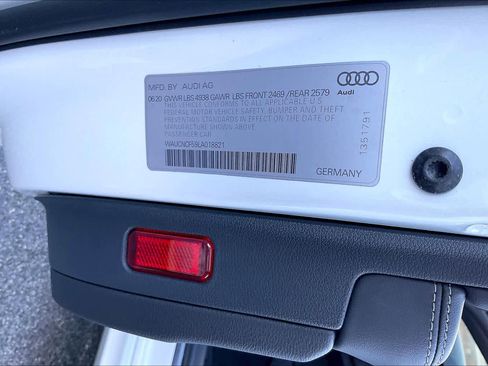 MFD. BY AUDI AG
06.20 GVWR LBS 4938 GAWR LBS FRONT 2469 / REAR 2579
THIS VEHICLE CONFORMS TO ALL APPLICABLE U.S.
FEDERAL MOTOR VEHICLE SAFETY, BUMPER AND THEFT
PREVENTION STANDARDS IN EFFECT ON THE DATE OF
MANUFACTURE SHOWN ABOVE
PASSENGER CAR
WAUCNCF59LA018821
Audi
1351791
GERMANY